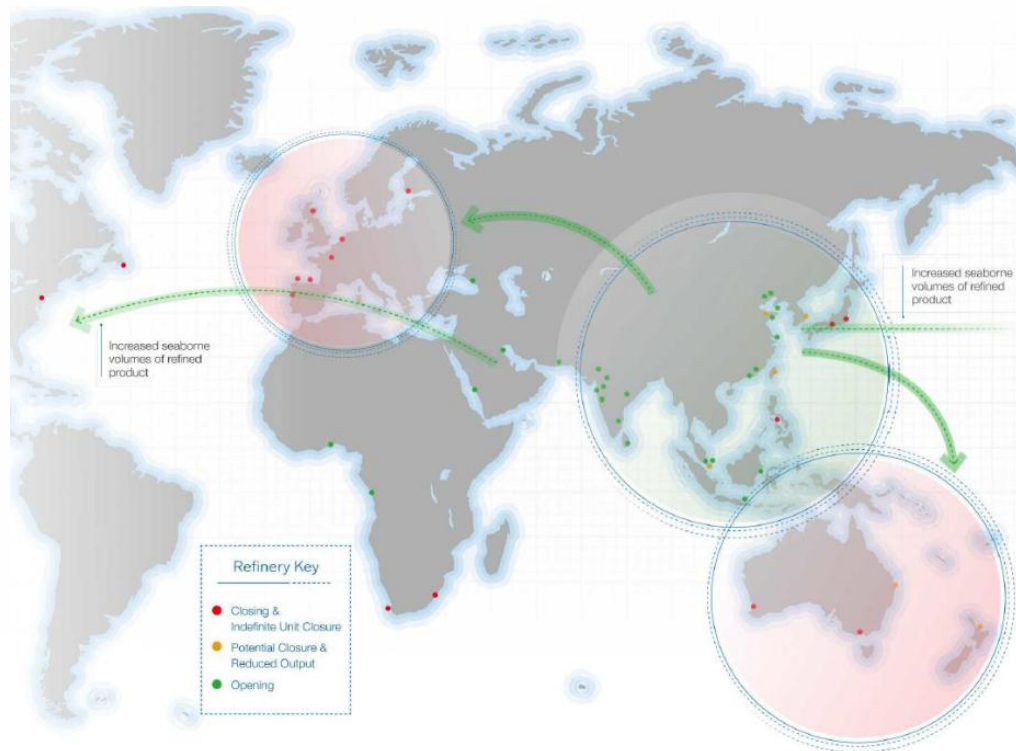 Increased seaborne
volumes of refined
product
Increased seaborne
volumes of refined
product
Refinery Key
Closing &
Indefinite Unit Closure
Potential Closure &
Reduced Output
Opening